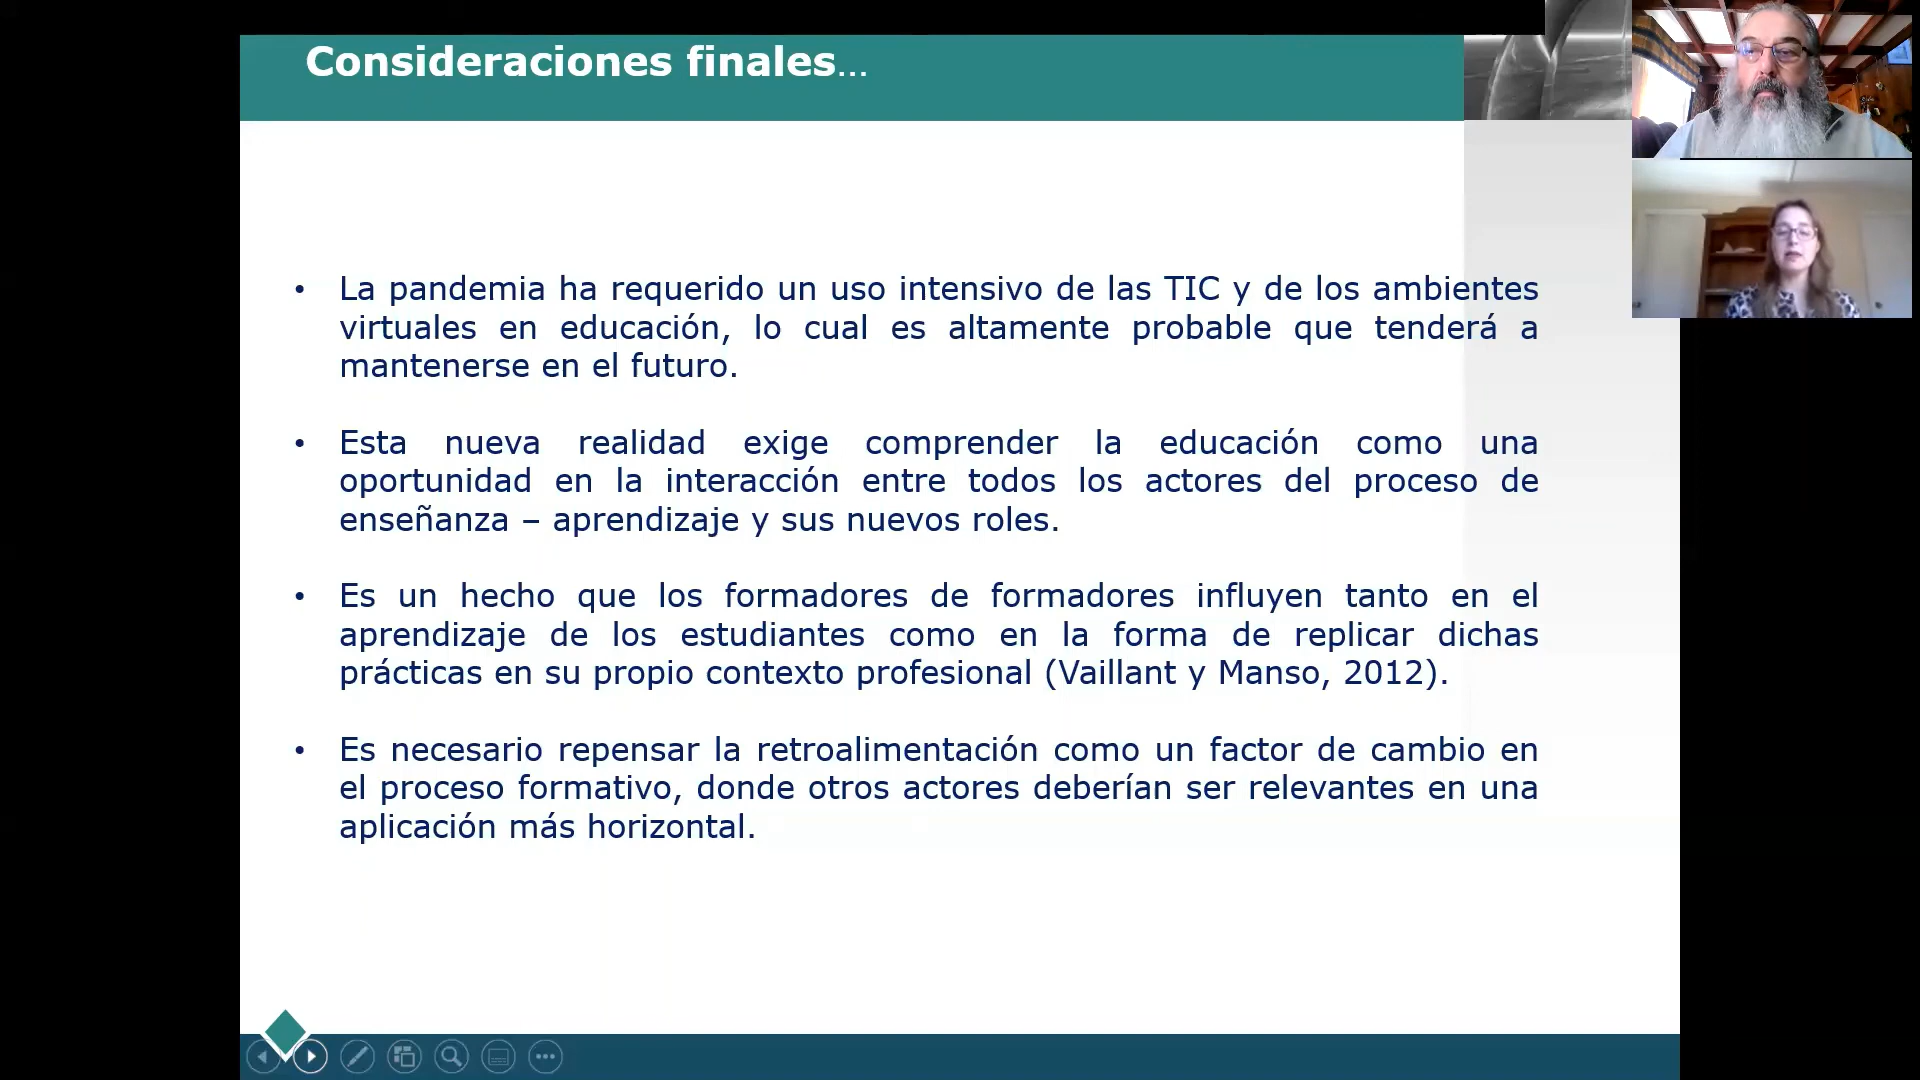 Consideraciones finales...
• La pandemia ha requerido un uso intensivo de las TIC y de los ambientes
virtuales en educación, lo cual es altamente probable que tenderá a
mantenerse en el futuro.
• Esta nueva realidad exige comprender la educación como una
oportunidad en la interacción entre todos los actores del proceso de
enseñanza – aprendizaje y sus nuevos roles.
• Es un hecho que los formadores de formadores influyen tanto en el
aprendizaje de los estudiantes como en la forma de replicar dichas
prácticas en su propio contexto profesional (Vaillant y Manso, 2012).
• Es necesario repensar la retroalimentación como un factor de cambio en
el proceso formativo, donde otros actores deberían ser relevantes en una
aplicación más horizontal.